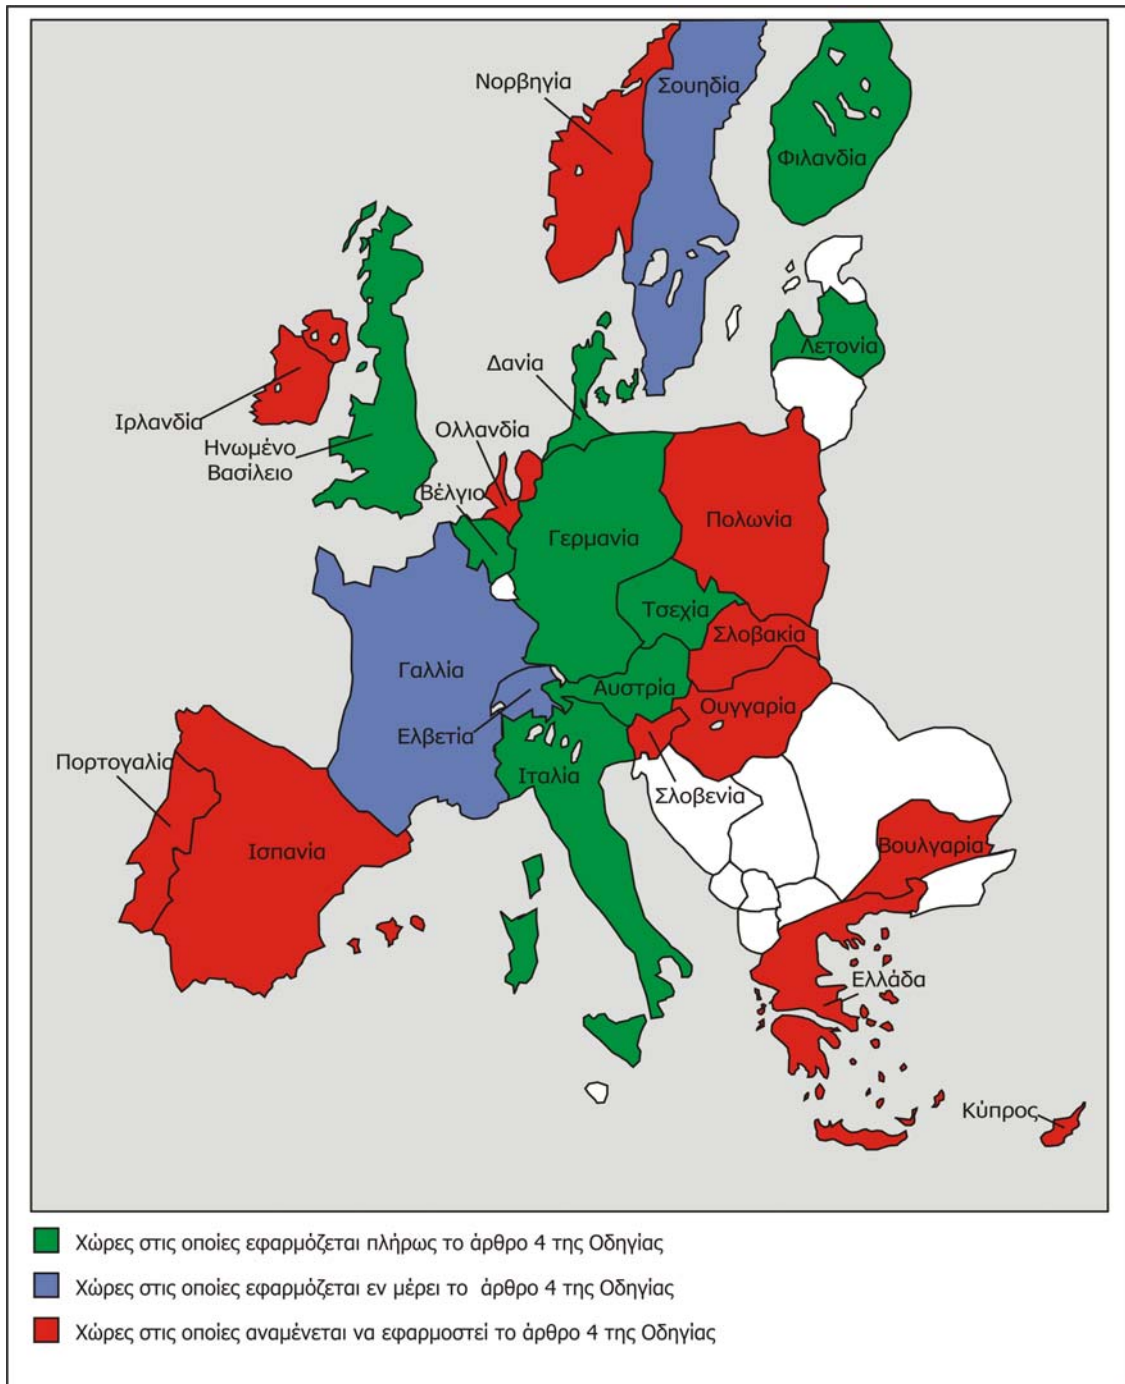 Νορβηγία
Σουηδία
Φιλανδία
Λετονία
Δανία
Ιρλανδία
Ηνωμένο
Βασίλειο
Ολλανδία
Βέλγιο
Γερμανία
Πολωνία
Τσεχία
Σλοβακία
Γαλλία
Αυστρία
Ουγγαρία
Ελβετία
Πορτογαλία
Ιταλία
Σλοβενία
Ισπανία
Βουλγαρία
Ελλάδα
Κύπρος
Χώρες στις οποίες εφαρμόζεται πλήρως το άρθρο 4 της Οδηγίας
Χώρες στις οποίες εφαρμόζεται εν μέρει το άρθρο 4 της Οδηγίας
Χώρες στις οποίες αναμένεται να εφαρμοστεί το άρθρο 4 της Οδηγίας